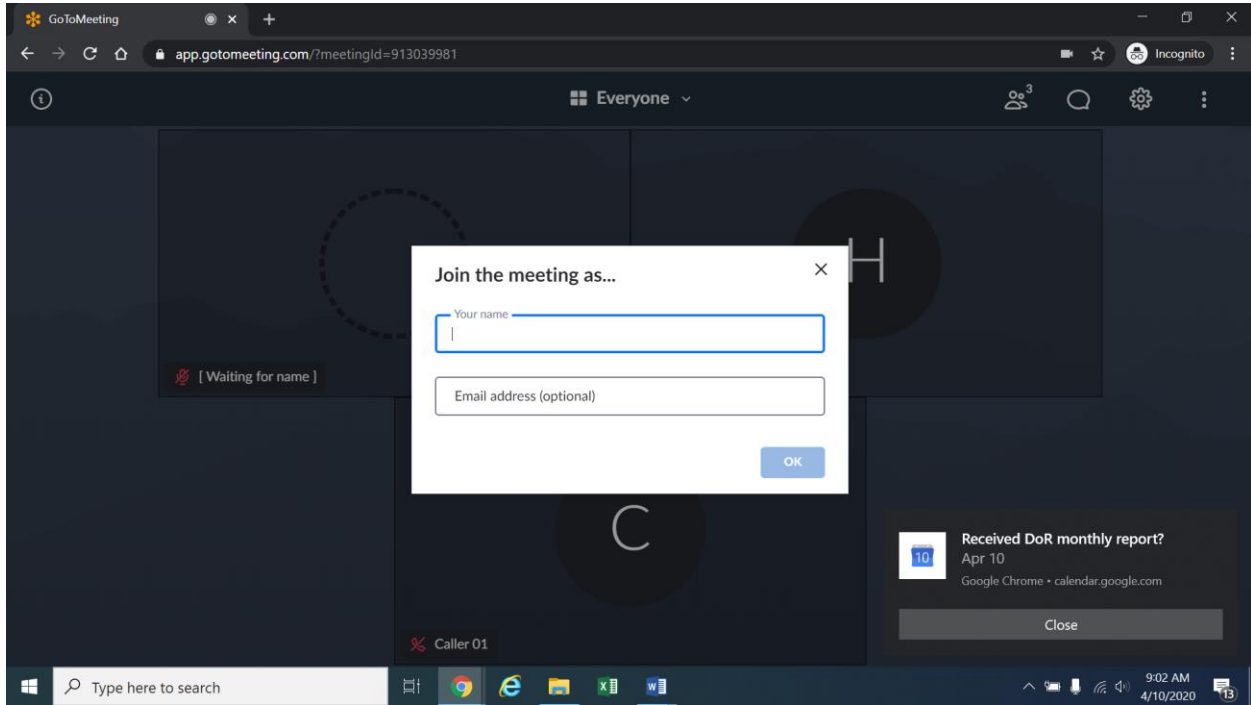 GoToMeeting
app.gotomeeting.com/?meetingId=913039981
Incognito
Everyone
3
H
Join the meeting as...
Your name
[ Waiting for name ]
Email address (optional)
OK
C
Received DoR monthly report?
10
Apr 10
Google Chrome • calendar.google.com
Close
Caller 01
Type here to search
9:02 AM
4/10/2020
13